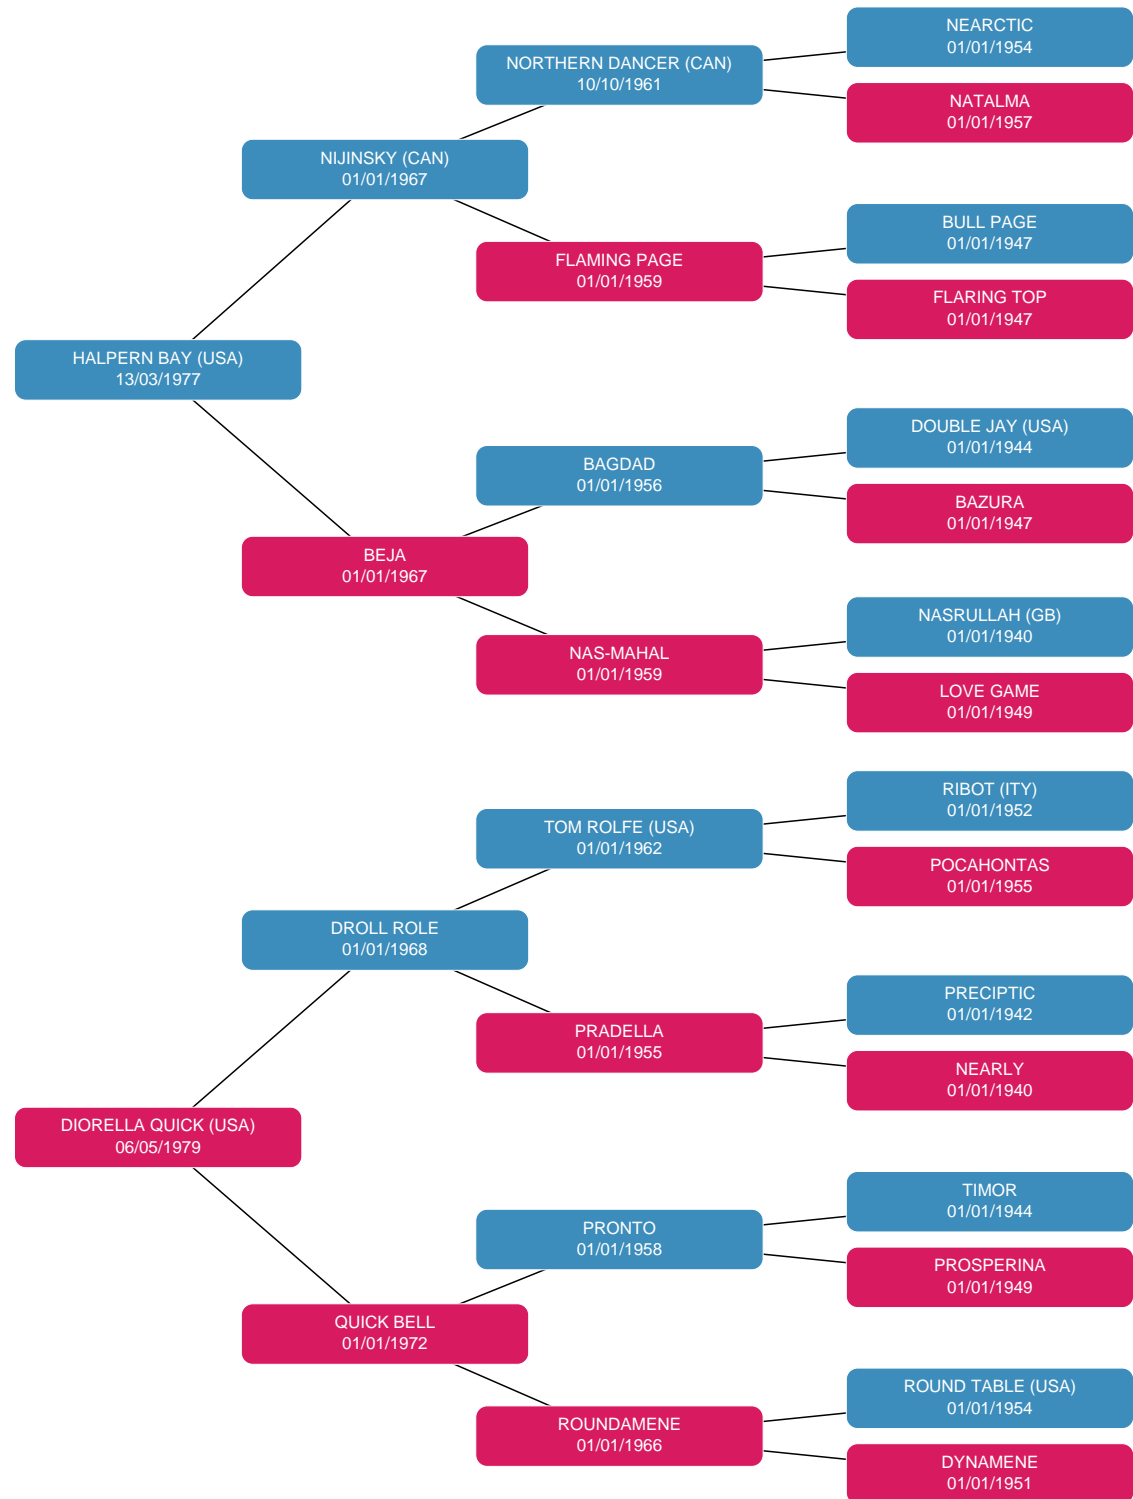 NEARCTIC
01/01/1954
NORTHERN DANCER (CAN)
10/10/1961
NATALMA
01/01/1957
NIJINSKY (CAN)
01/01/1967
BULL PAGE
01/01/1947
FLAMING PAGE
01/01/1959
FLARING TOP
01/01/1947
HALPERN BAY (USA)
13/03/1977
DOUBLE JAY (USA)
01/01/1944
BAGDAD
01/01/1956
BAZURA
01/01/1947
BEJA
01/01/1967
NASRULLAH (GB)
01/01/1940
NAS-MAHAL
01/01/1959
LOVE GAME
01/01/1949
RIBOT (ITY)
01/01/1952
TOM ROLFE (USA)
01/01/1962
POCAHONTAS
01/01/1955
DROLL ROLE
01/01/1968
PRECIPTIC
01/01/1942
PRADELLA
01/01/1955
NEARLY
01/01/1940
DIORELLA QUICK (USA)
06/05/1979
TIMOR
01/01/1944
PRONTO
01/01/1958
PROSPERINA
01/01/1949
QUICK BELL
01/01/1972
ROUND TABLE (USA)
01/01/1954
ROUNDAMENE
01/01/1966
DYNAMENE
01/01/1951